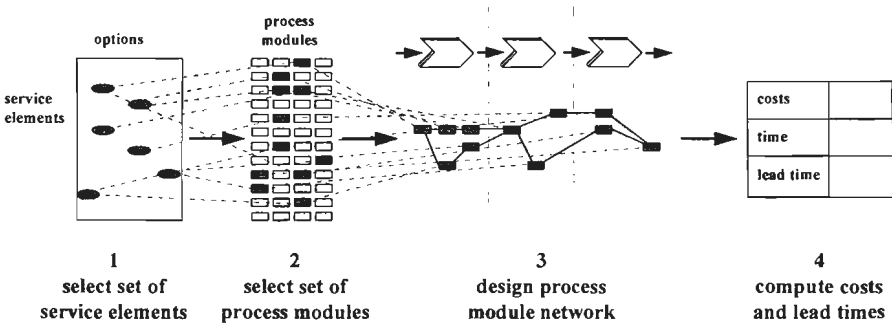 options
process
modules
service
elements
costs
time
lead time
1
select set of
service elements
2
select set of
process modules
3
design process
module network
4
compute costs
and lead times